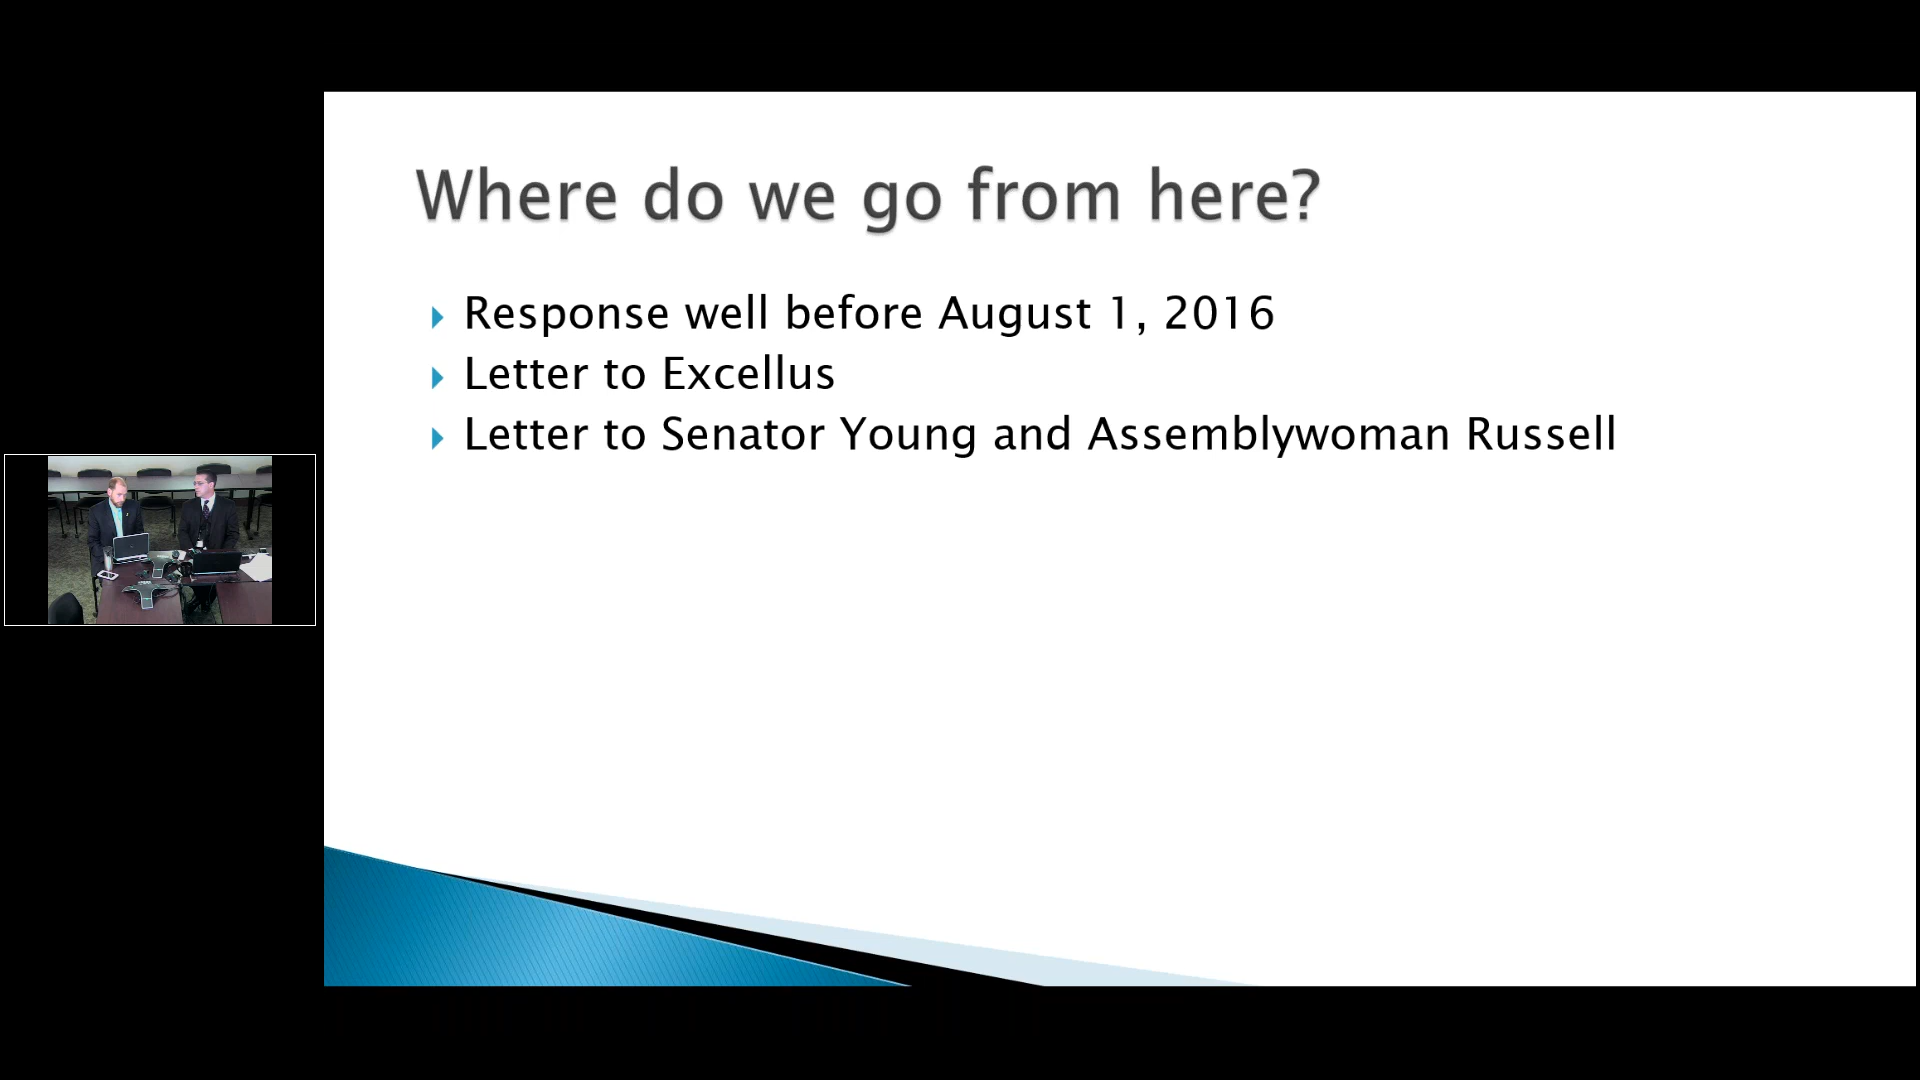 Where do we go from here?
Response well before August 1, 2016
Letter to Excellus
Letter to Senator Young and Assemblywoman Russell